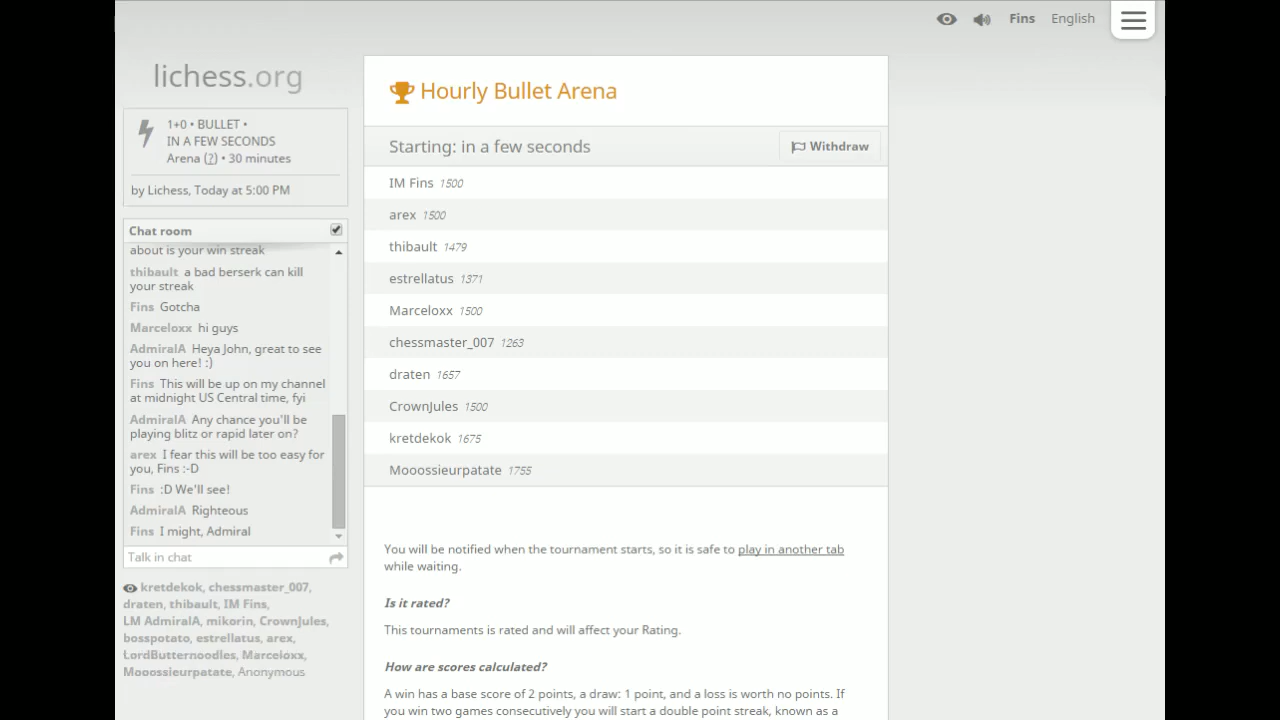 Fins English
lichess.org
1+0 • BULLET •
IN A FEW SECONDS
Arena (?) • 30 minutes
by Lichess, Today at 5:00 PM
Chat room
about is your win streak
thibault a bad berserk can kill
your streak
Fins Gotcha
Marceloxx hi guys
AdmiralA Heya John, great to see
you on here! :)
Fins This will be up on my channel
at midnight US Central time, fyi
AdmiralA Any chance you'll be
playing blitz or rapid later on?
arex I fear this will be too easy for
you, Fins :-D
Fins :D We'll see!
AdmiralA Righteous
Fins I might, Admiral
Talk in chat
kretdekok, chessmaster_007,
draten, thibault, IM Fins,
LM AdmiralA, mikorin, CrownJules,
bosspotato, estrellatus, arex,
LordButternoodles, Marceloxx,
Mooossieurpatate, Anonymous
Hourly Bullet Arena
Starting: in a few seconds
Withdraw
IM Fins 1500
arex 1500
thibault 1479
estrellatus 1371
Marceloxx 1500
chessmaster_007 1263
draten 1657
CrownJules 1500
kretdekok 1675
Mooossieurpatate 1755
You will be notified when the tournament starts, so it is safe to play in another tab
while waiting.
Is it rated?
This tournaments is rated and will affect your Rating.
How are scores calculated?
A win has a base score of 2 points, a draw: 1 point, and a loss is worth no points. If
you win two games consecutively you will start a double point streak, known as a